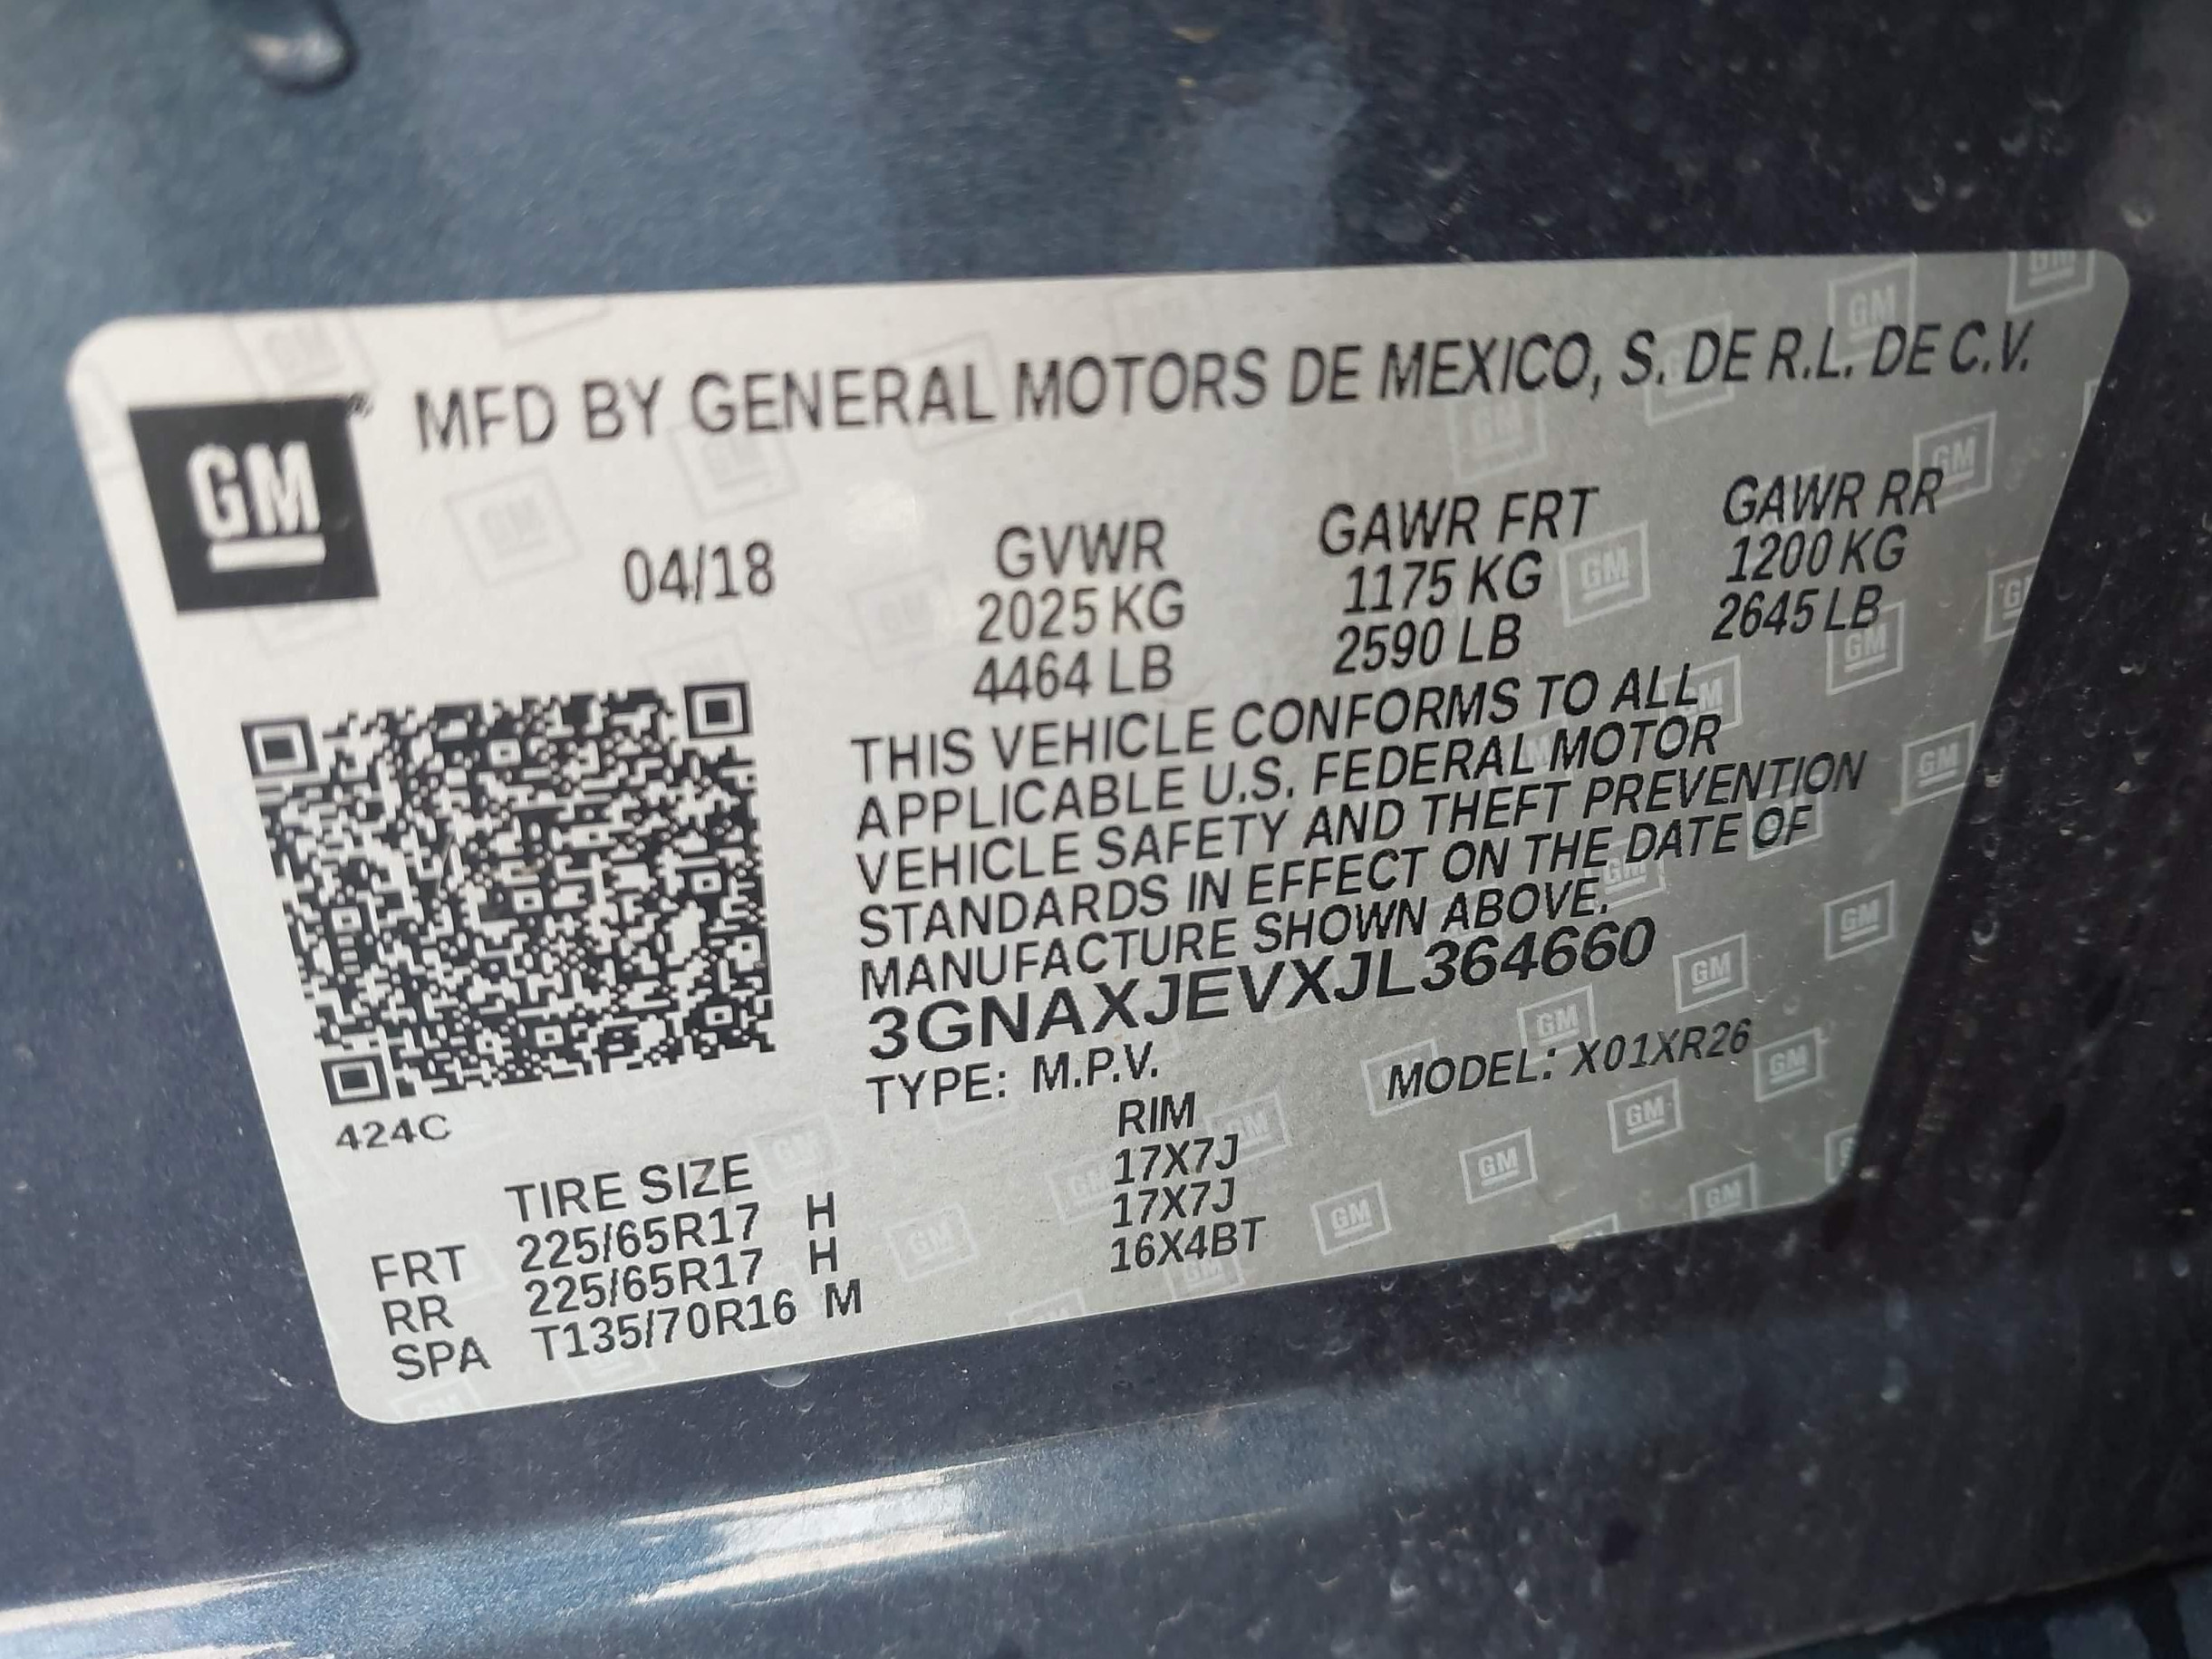 GM
MFD BY GENERAL MOTORS DE MEXICO, S. DE R.L. DE C.V.
04/18
GVWR GAWR FRT GAWR RR
2025 KG 1175 KG 1200 KG
4464 LB 2590 LB 2645 LB
THIS VEHICLE CONFORMS TO ALL
APPLICABLE U.S. FEDERAL MOTOR
VEHICLE SAFETY AND THEFT PREVENTION
STANDARDS IN EFFECT ON THE DATE OF
MANUFACTURE SHOWN ABOVE.
3GNAXJEVXJL364660
TYPE: M.P.V. MODEL: X01XR26
424C
TIRE SIZE RIM
FRT 225/65R17 H 17X7J
RR 225/65R17 H 17X7J
SPA T135/70R16 M 16X4BT